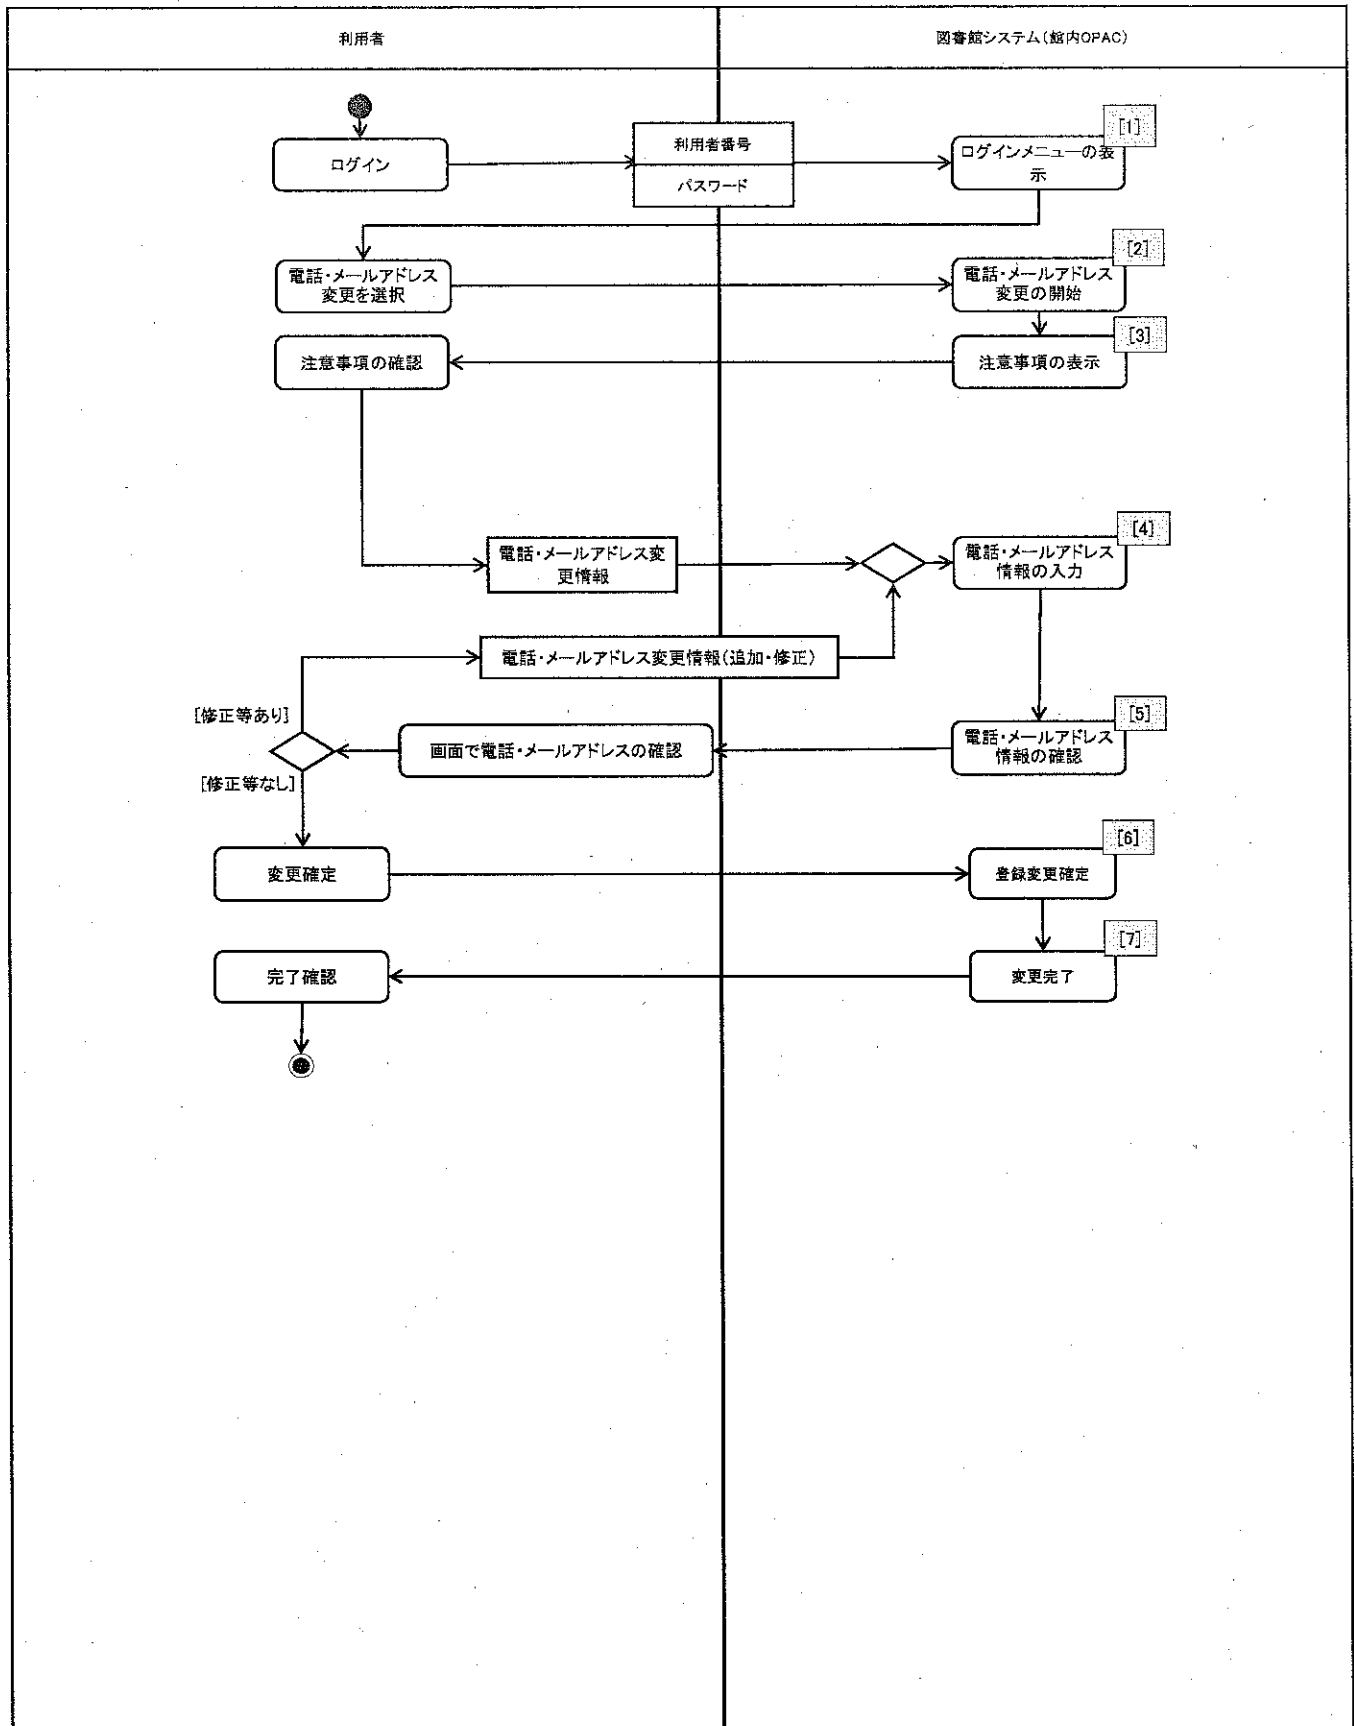 利用者
図書館システム(館内OPAC)
[1]
ログイン
利用者番号
パスワード
ログインメニューの表
示
[2]
電話・メールアドレス
変更を選択
電話・メールアドレス
変更の開始
[3]
注意事項の確認
注意事項の表示
[4]
電話・メールアドレス変
更情報
電話・メールアドレス
情報の入力
電話・メールアドレス変更情報(追加・修正)
[修正等あり]
[5]
画面で電話・メールアドレスの確認
電話・メールアドレス
情報の確認
[修正等なし]
[6]
変更確定
登録変更確定
[7]
完了確認
変更完了